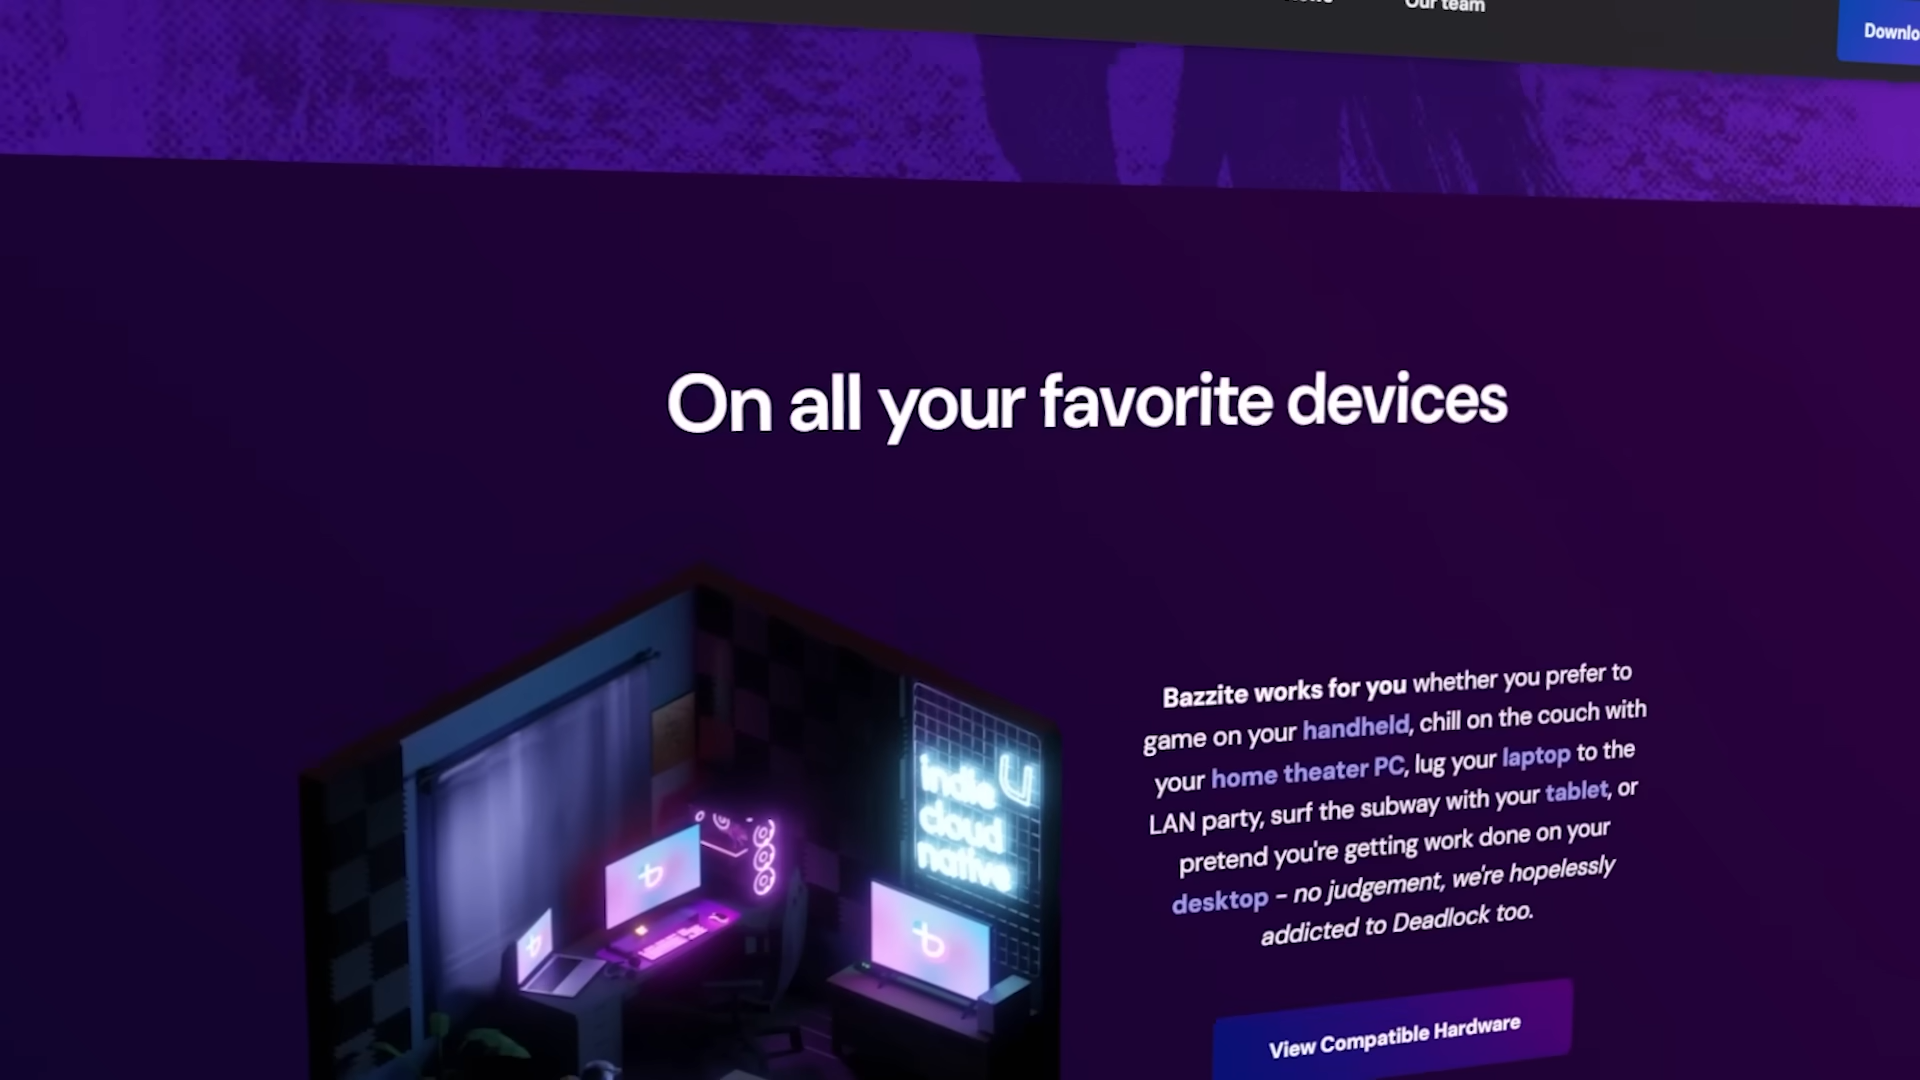 Our team
On all your favorite devices
Bazzite works for you whether you prefer to
game on your handheld, chill on the couch with
your home theater PC, lug your laptop to the
LAN party, surf the subway with your tablet, or
pretend you're getting work done on your
desktop - no judgement, we're hopelessly
addicted to Deadlock too.
indie
cloud
native
View Compatible Hardware